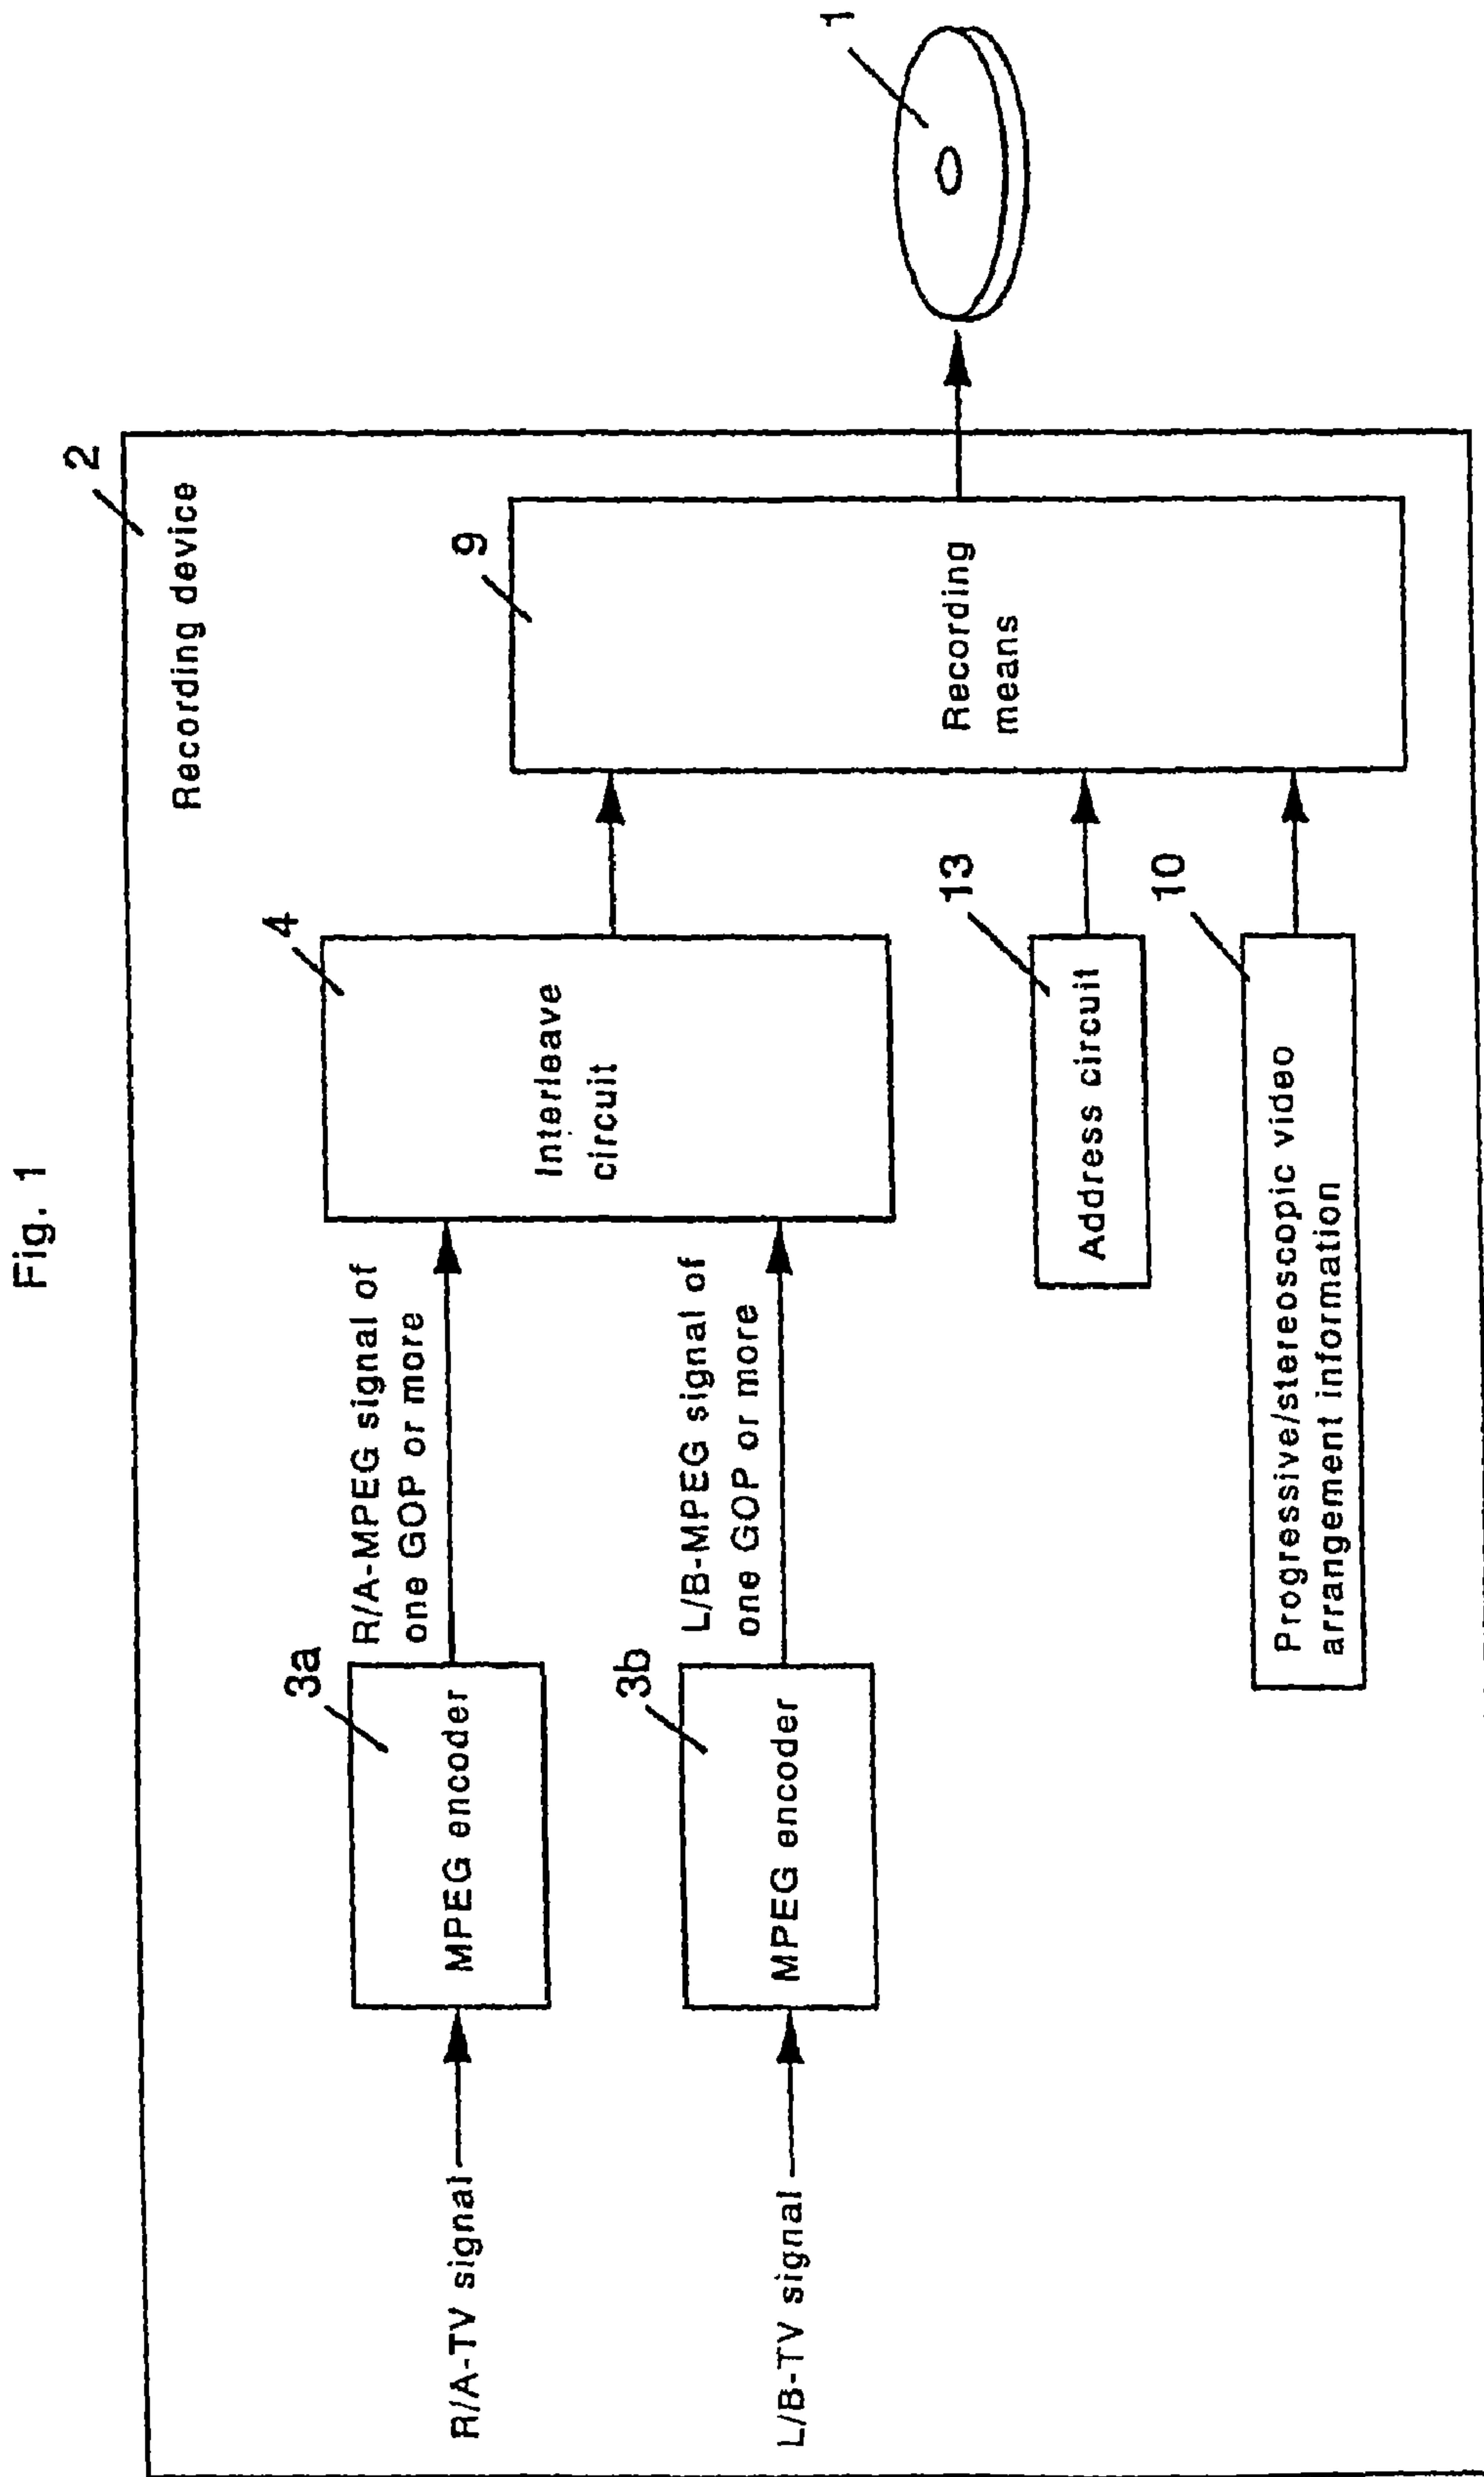 Fig. 1
2
Recording device
R/A-TV signal
3a
MPEG encoder
R/A-MPEG signal of
one GOP or more
L/B-TV signal
3b
MPEG encoder
L/B-MPEG signal of
one GOP or more
4
Interleave
circuit
13
Address circuit
10
Progressive/stereoscopic video
arrangement information
9
Recording
means
1